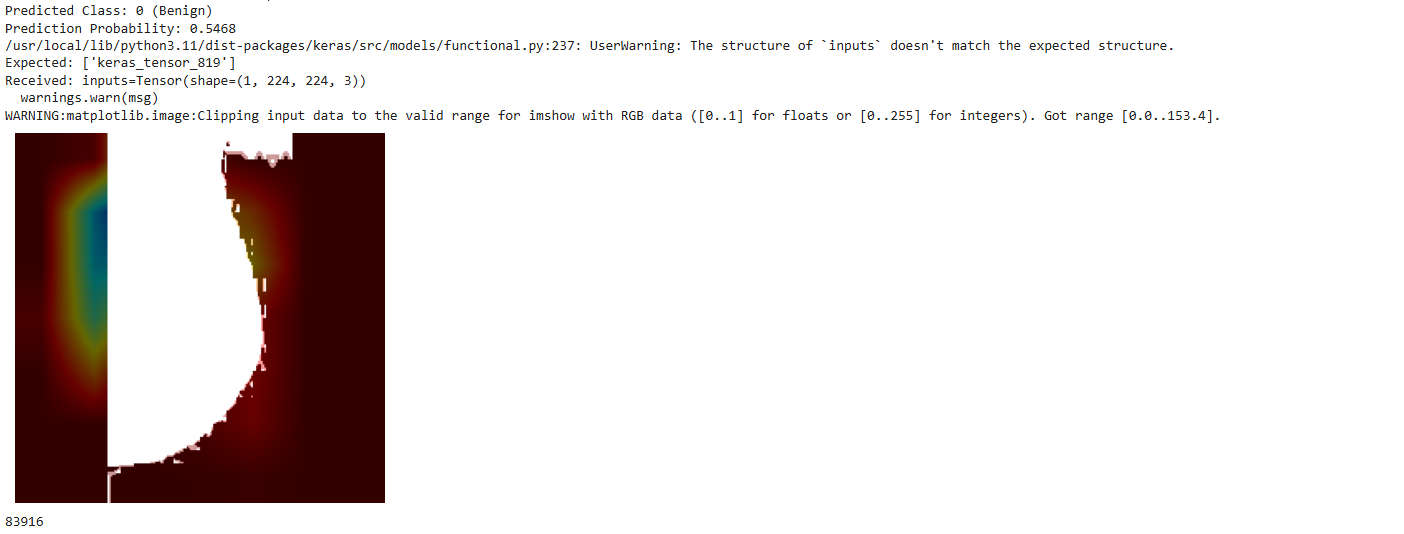 Predicted Class: 0 (Benign)
Prediction Probability: 0.5468
/usr/local/lib/python3.11/dist-packages/keras/src/models/functional.py:237: UserWarning: The structure of `inputs` doesn't match the expected structure.
Expected: ['keras_tensor_819']
Received: inputs=Tensor(shape=(1, 224, 224, 3))
  warnings.warn(msg)
WARNING:matplotlib.image:Clipping input data to the valid range for imshow with RGB data ([0..1] for floats or [0..255] for integers). Got range [0.0..153.4].
83916